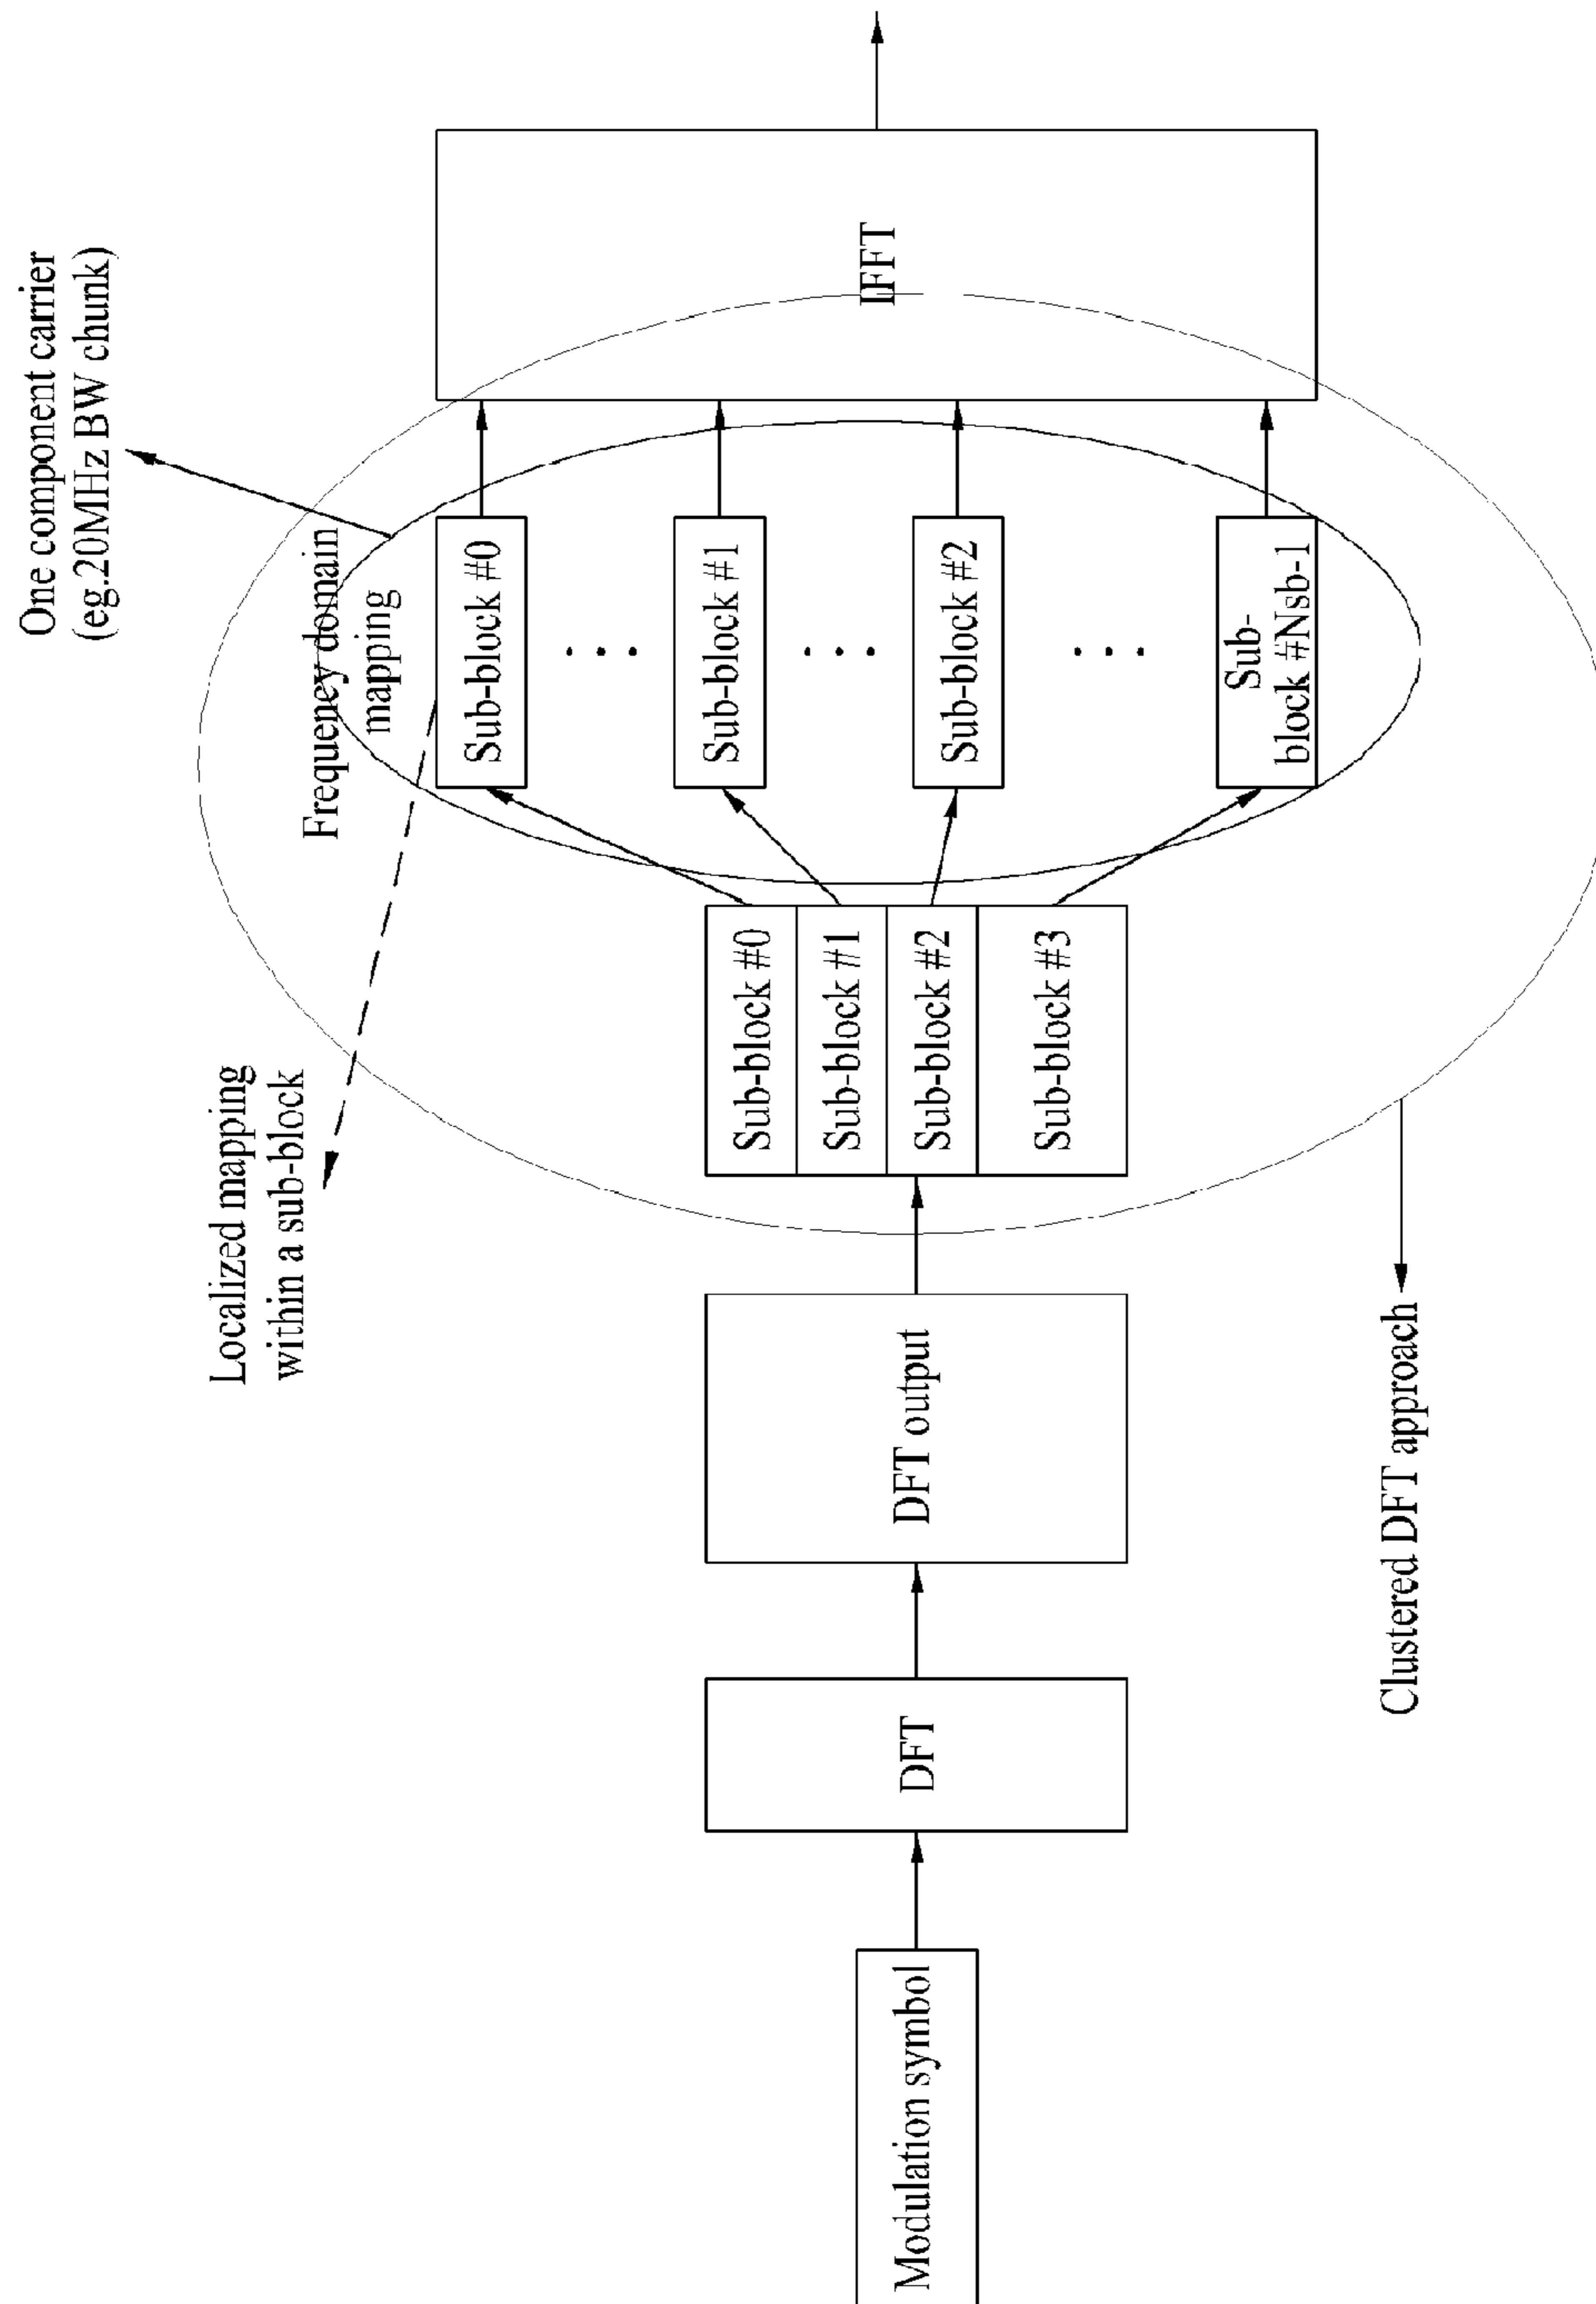 One component carrier
(eg.20MHz BW chunk)
Frequency domain
mapping
Localized mapping
within a sub-block
Modulation symbol
DFT
DFT output
Sub-block #0
Sub-block #1
Sub-block #2
Sub-block #3
Sub-block #0
Sub-block #1
Sub-block #2
Sub-
block #Nsb-1
IFFT
Clustered DFT approach